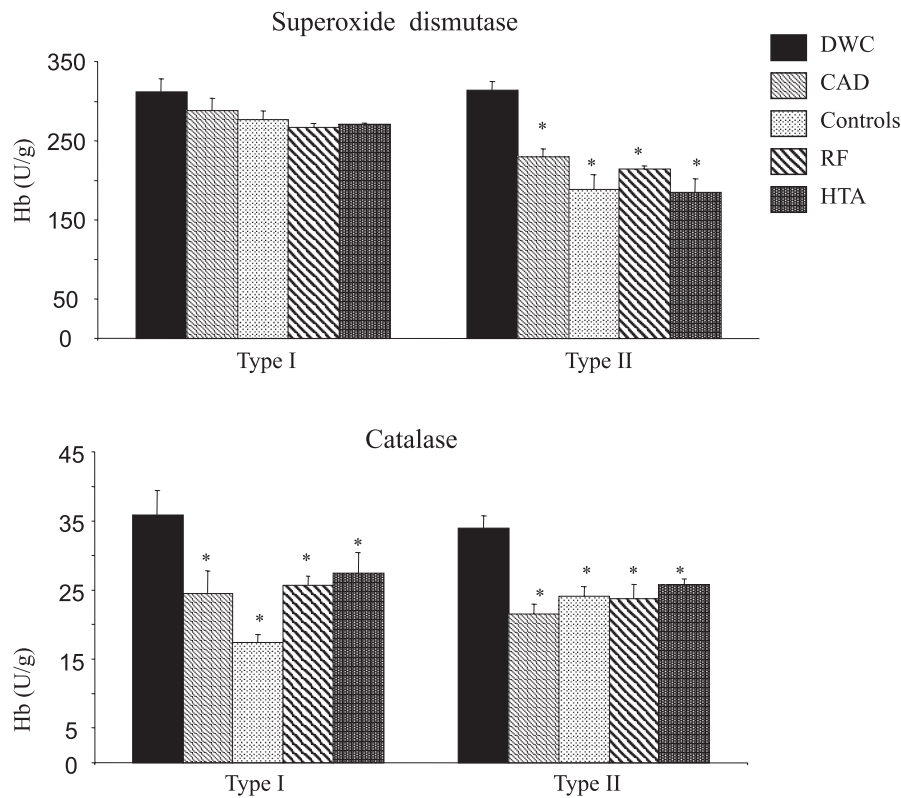 Superoxide dismutase
350
250
150
50
0
Hb (U/g)
*
*
*
*
Type I
Type II
DWC
CAD
Controls
RF
HTA
Catalase
45
35
25
15
5
0
Hb (U/g)
*
*
*
*
*
*
*
*
Type I
Type II